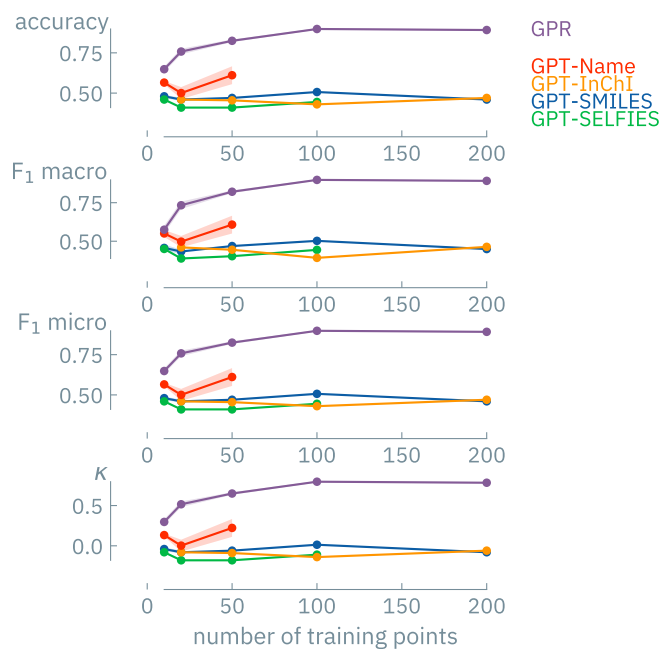 accuracy
0.75
0.50
0 50 100 150 200
GPR
GPT-Name
GPT-InChI
GPT-SMILES
GPT-SELFIES
F₁ macro
0.75
0.50
0 50 100 150 200
F₁ micro
0.75
0.50
0 50 100 150 200
κ
0.5
0.0
0 50 100 150 200
number of training points